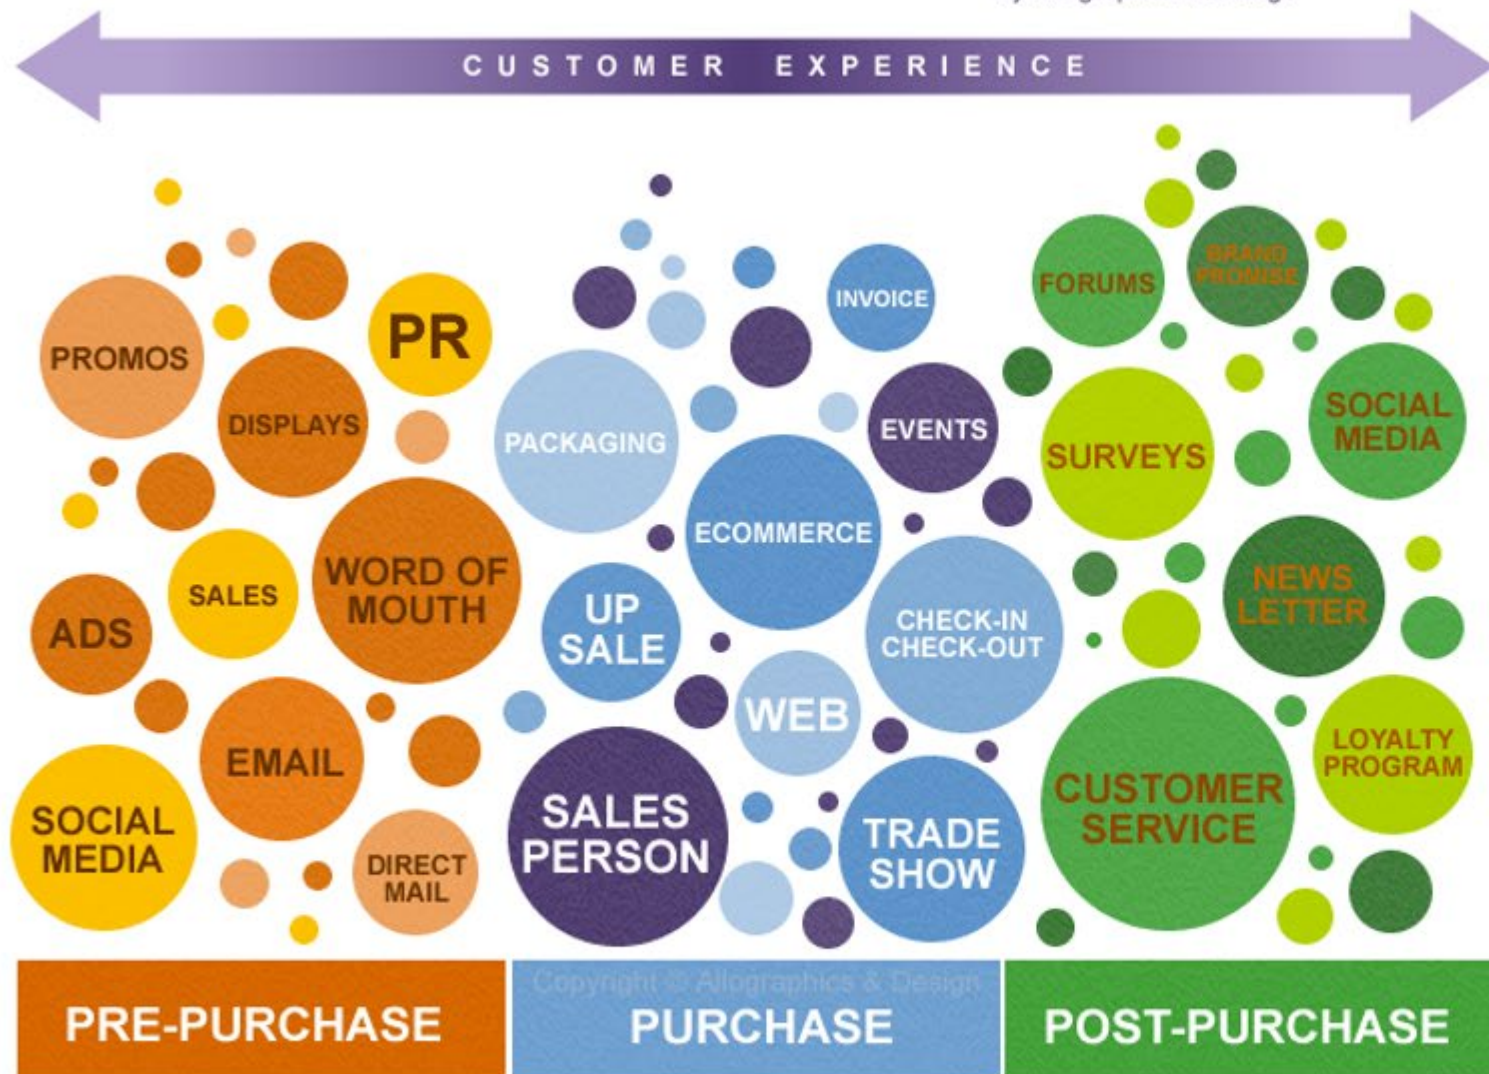 CUSTOMER EXPERIENCE
PROMOS
PR
DISPLAYS
WORD OF
MOUTH
SALES
ADS
EMAIL
SOCIAL
MEDIA
DIRECT
MAIL
INVOICE
PACKAGING
EVENTS
ECOMMERCE
UP
SALE
CHECK-IN
CHECK-OUT
WEB
SALES
PERSON
TRADE
SHOW
FORUMS
BRAND
PROMISE
SOCIAL
MEDIA
SURVEYS
NEWS
LETTER
LOYALTY
PROGRAM
CUSTOMER
SERVICE
Copyright © Allographics & Design
PRE-PURCHASE
PURCHASE
POST-PURCHASE